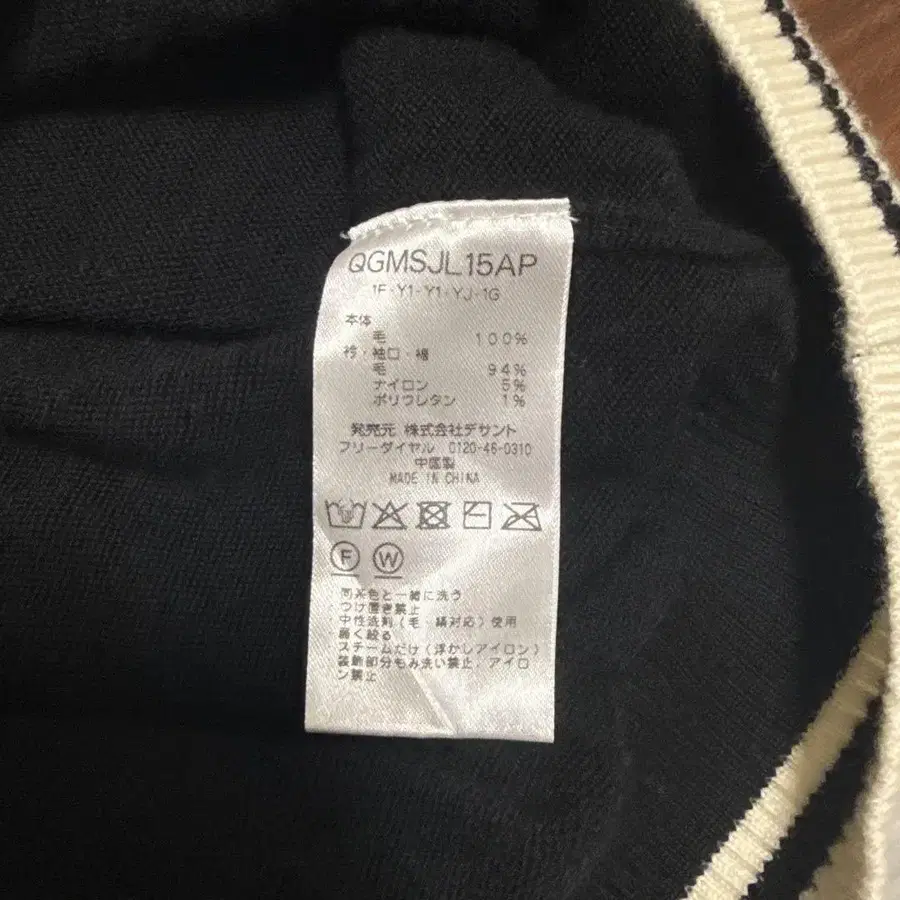 QGMSJL15AP
1F-Y1-Y1-YJ-1G
本体
毛 100%
衿・袖口・裾
毛 94%
ナイロン 5%
ポリウレタン 1%
発売元 株式会社デサント
フリーダイヤル 0120-46-0310
中国製
MADE IN CHINA
F W
同系色と一緒に洗う
つけ置き禁止
中性洗剤(毛・絹対応)使用
弱く絞る
スチームだけ(浮かしアイロン)
装飾部分もみ洗い禁止、アイロ
ン禁止